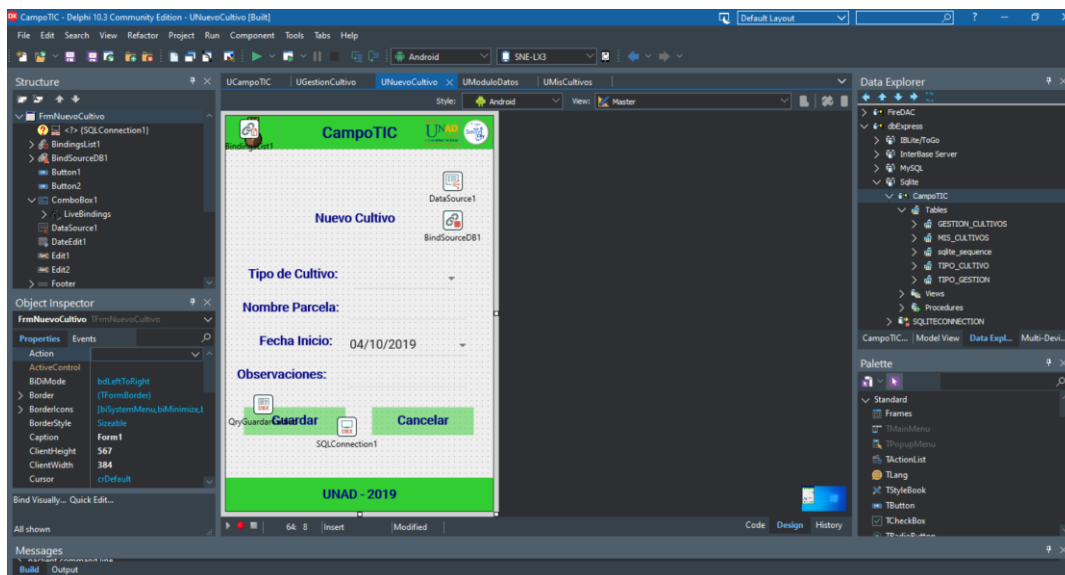 CampoTIC - Delphi 10.3 Community Edition - UNuevoCultivo [Built]
Default Layout
File Edit Search View Refactor Project Run Component Tools Tabs Help
Android
SNE-LX3
Structure
FrmNuevoCultivo
<?> {SQLConnection1}
BindingsList1
BindSourceDB1
Button1
Button2
ComboBox1
LiveBindings
DataSource1
DateEdit1
Edit1
Edit2
Footer
Object Inspector
FrmNuevoCultivo TFrmNuevoCultivo
Properties Events
Action
ActiveControl
BiDiMode bdLeftToRight
Border (TFormBorder)
BorderIcons [biSystemMenu,biMinimize,b
BorderStyle Sizeable
Caption Form1
ClientHeight 567
ClientWidth 384
Cursor crDefault
Bind Visually... Quick Edit...
All shown
UCampoTIC UGestionCultivo UNuevoCultivo UModuloDatos UMisCultivos
Style: Android View: Master
CampoTIC UNAD
BindingsList1
DataSource1
Nuevo Cultivo
BindSourceDB1
Tipo de Cultivo:
Nombre Parcela:
Fecha Inicio: 04/10/2019
Observaciones:
Guardar Cancelar
SQLConnection1
UNAD - 2019
64: 8 Insert Modified Code Design History
Data Explorer
FireDAC
dbExpress
IBLite/ToGo
InterBase Server
MySQL
Sqlite
CampoTIC
Tables
GESTION_CULTIVOS
MIS_CULTIVOS
sqlite_sequence
TIPO_CULTIVO
TIPO_GESTION
Views
Procedures
SQLITECONNECTION
CampoTIC... Model View Data Expl... Multi-Devi...
Palette
Standard
Frames
TMainMenu
TPopupMenu
TActionList
TLang
TStyleBook
TButton
TCheckBox
TRadioButton
Messages
Build Output